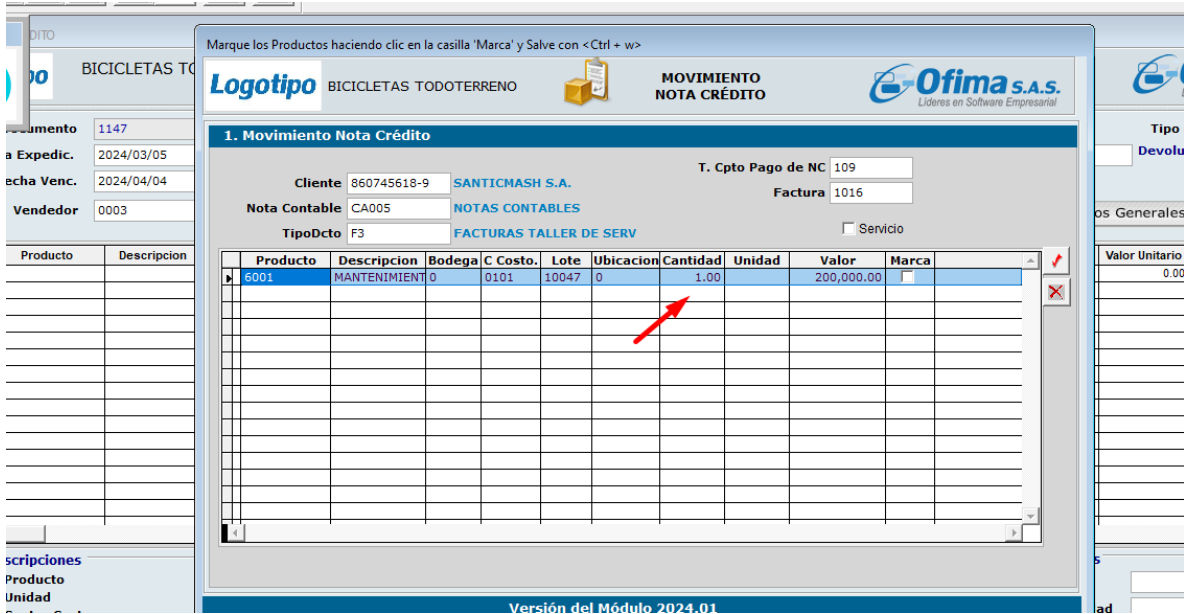 DITO
Marque los Productos haciendo clic en la casilla 'Marca' y Salve con <Ctrl + w>
BICICLETAS TO
Logotipo BICICLETAS TODOTERRENO MOVIMIENTO NOTA CRÉDITO Ofima S.A.S.
Lideres en Software Empresarial
1147
1. Movimiento Nota Crédito
Tipo
2024/03/05
Devolu
echa Venc. 2024/04/04
Vendedor 0003
T. Cpto Pago de NC 109
Cliente 860745618-9 SANTICMASH S.A.
Factura 1016
Nota Contable CA005 NOTAS CONTABLES
os Generales
TipoDcto F3 FACTURAS TALLER DE SERV
Servicio
Producto Descripcion
Producto Descripcion Bodega C Costo. Lote Ubicacion Cantidad Unidad Valor Marca
Valor Unitario
6001 MANTENIMIENT 0 0101 10047 0 1.00 200,000.00
0.00
scripciones
Producto
Unidad
Versión del Módulo 2024.01
ad